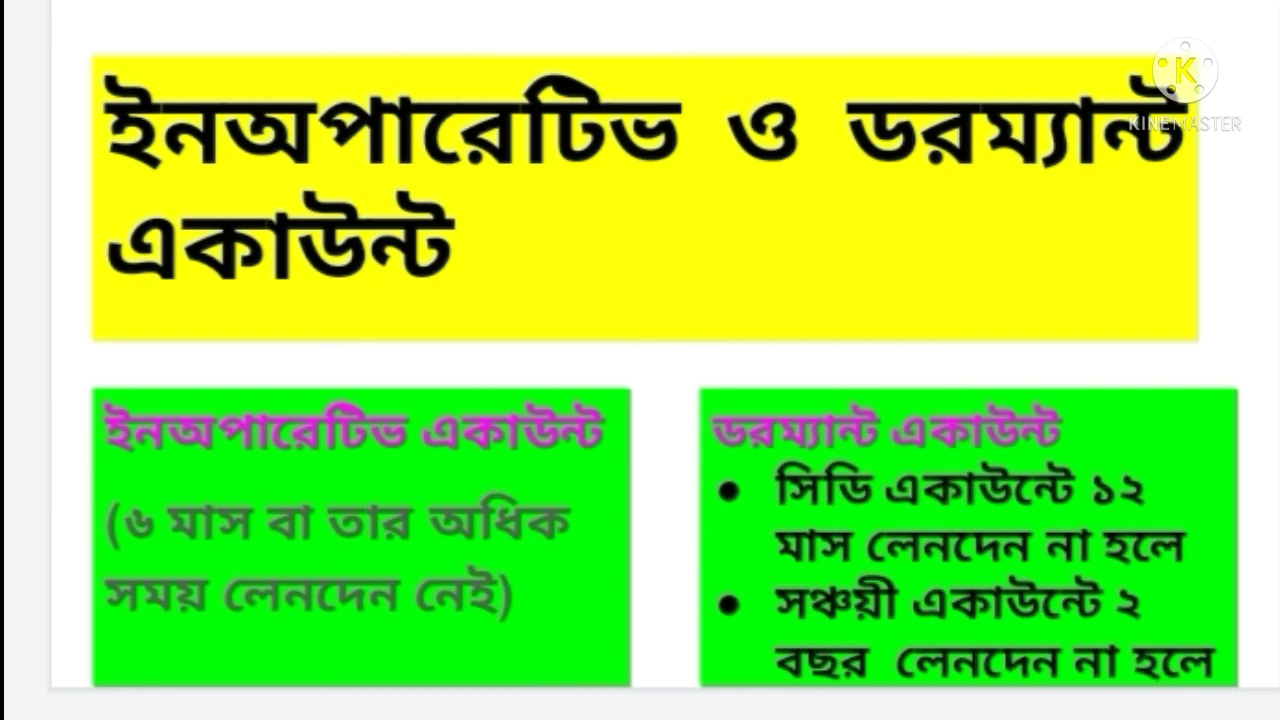 ইনঅপারেটিভ ও ডরম্যান্ট
একাউন্ট
K
KINEMASTER
ইনঅপারেটিভ একাউন্ট
(৬ মাস বা তার অধিক
সময় লেনদেন নেই)
ডরম্যান্ট একাউন্ট
• সিডি একাউন্টে ১২
মাস লেনদেন না হলে
• সঞ্চয়ী একাউন্টে ২
বছর লেনদেন না হলে